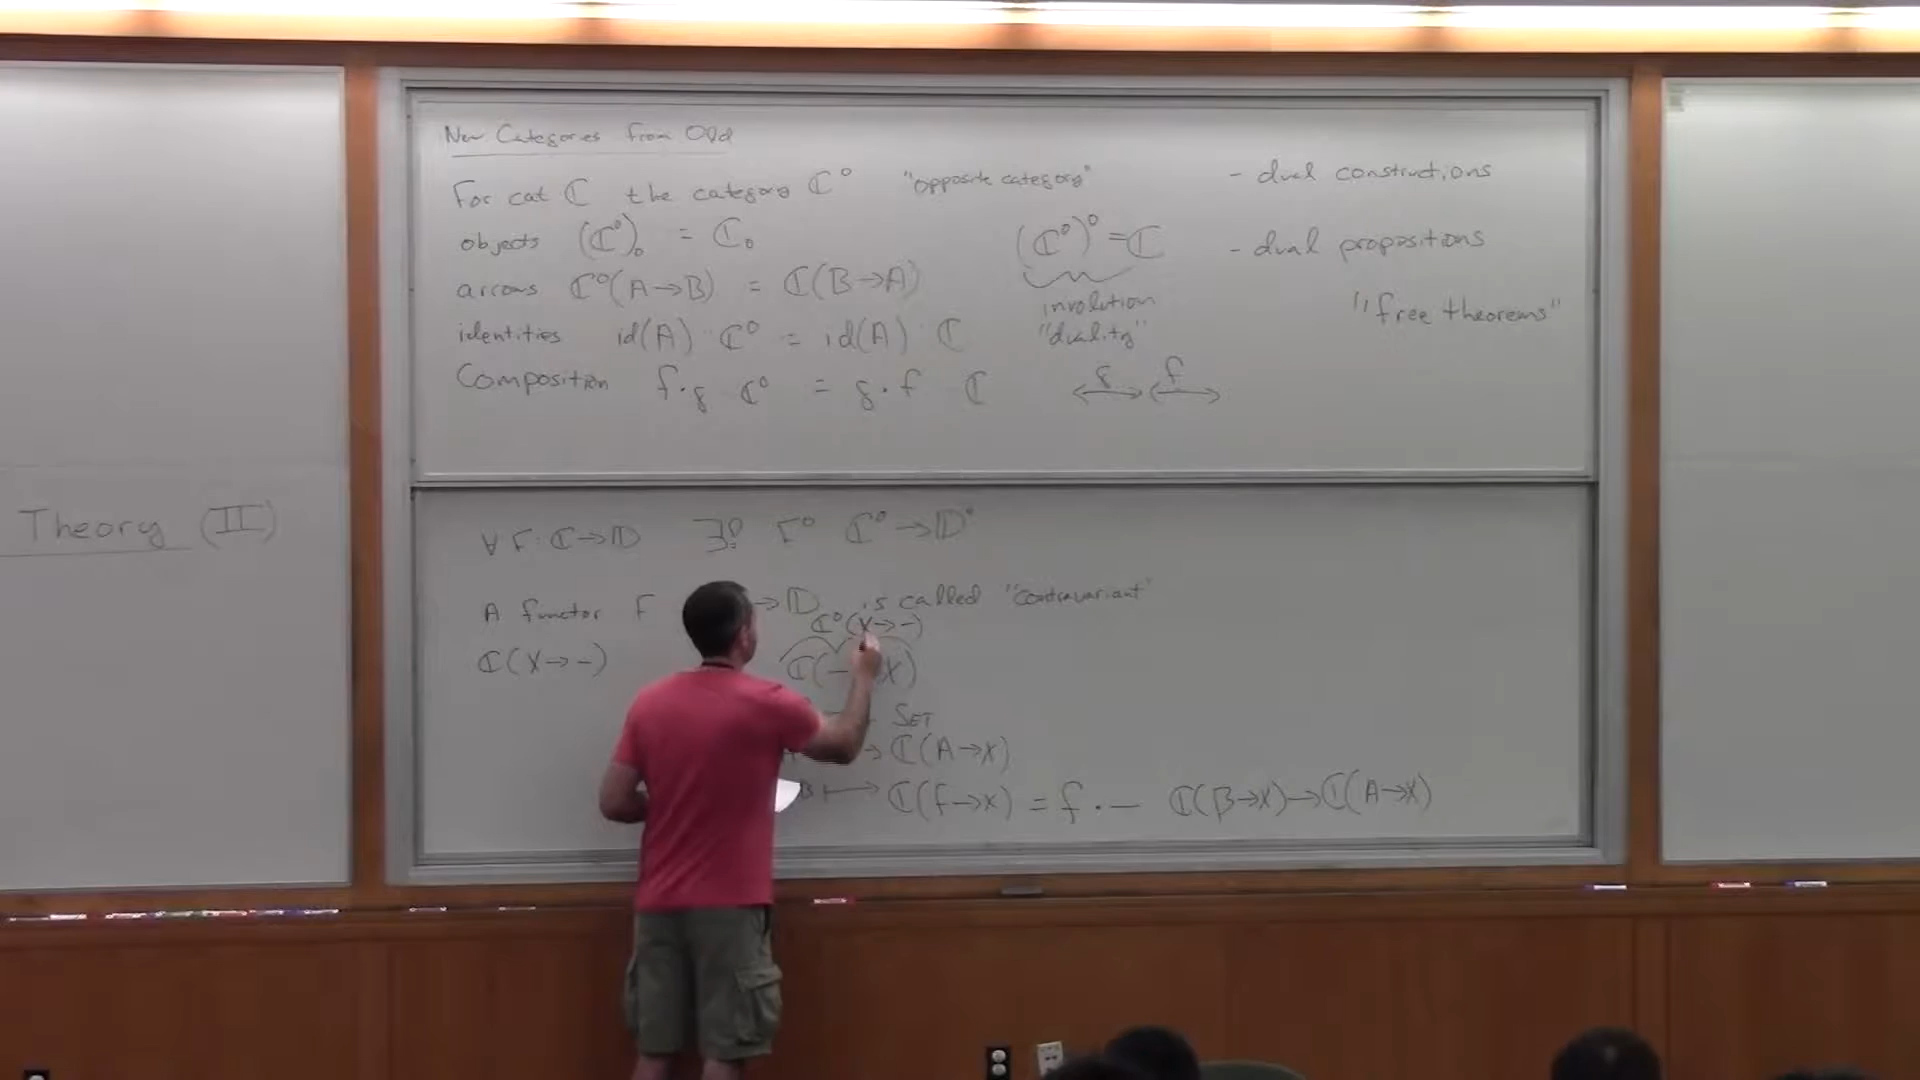 Theory (II)
New Categories from Old
For cat ℂ the category ℂ° "opposite category"
objects (ℂ°)₀ = ℂ₀
arrows ℂ°(A→B) = ℂ(B→A)
identities id(A) : ℂ° = id(A) : ℂ
Composition f·g ℂ° = g·f ℂ
(ℂ°)° = ℂ
involution
"duality"
g f
- dual constructions
- dual propositions
"free theorems"
∀ F: ℂ→𝔻 ∃! F° ℂ°→𝔻°
A functor F →𝔻 is called "contravariant"
ℂ°(X→-)
ℂ(X→-) ℂ(- X)
SET
→ ℂ(A→X)
B ↦ ℂ(f→X) = f·— ℂ(B→X)→ℂ(A→X)